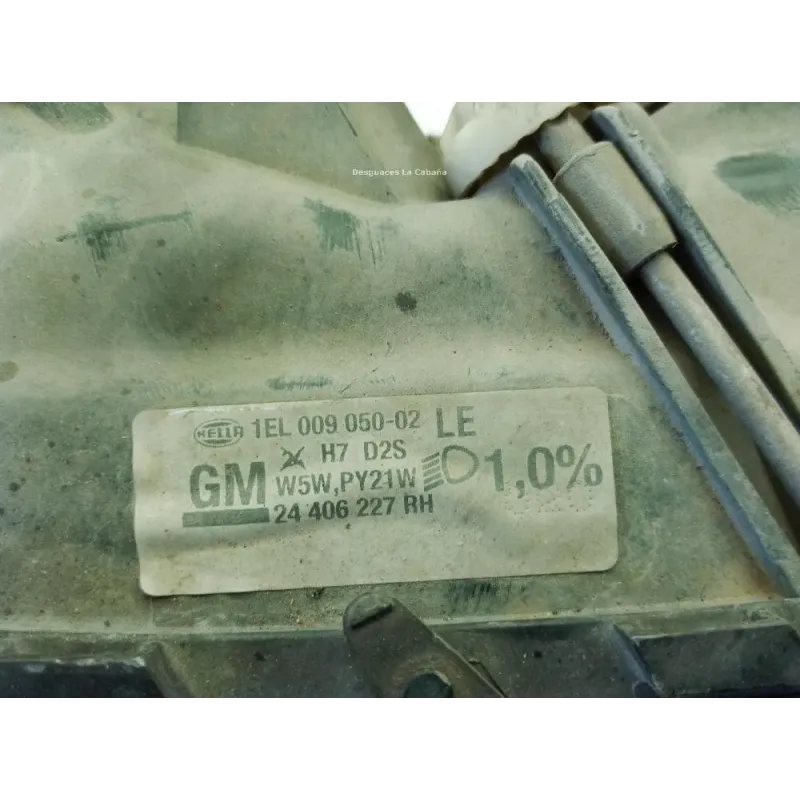 Desguaces La Cabaña
HELLA 1EL 009 050-02 LE
H7 D2S
GM W5W,PY21W 1,0%
24 406 227 RH